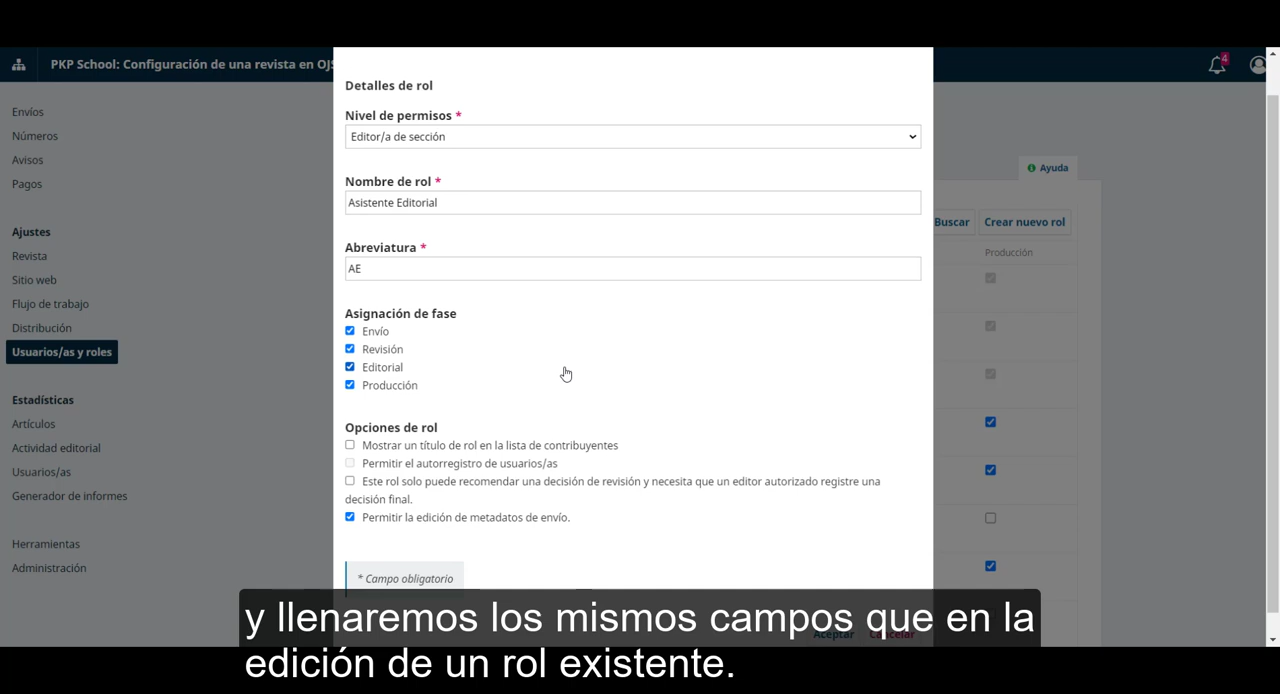 PKP School: Configuración de una revista en OJS
4
Envíos
Números
Avisos
Pagos
Ajustes
Revista
Sitio web
Flujo de trabajo
Distribución
Usuarios/as y roles
Estadísticas
Artículos
Actividad editorial
Usuarios/as
Generador de informes
Herramientas
Administración
Detalles de rol
Nivel de permisos *
Editor/a de sección
Nombre de rol *
Asistente Editorial
Abreviatura *
AE
Asignación de fase
Envío
Revisión
Editorial
Producción
Opciones de rol
Mostrar un título de rol en la lista de contribuyentes
Permitir el autorregistro de usuarios/as
Este rol solo puede recomendar una decisión de revisión y necesita que un editor autorizado registre una
decisión final.
Permitir la edición de metadatos de envío.
* Campo obligatorio
Aceptar Cancelar
Ayuda
Buscar Crear nuevo rol
Producción
y llenaremos los mismos campos que en la
edición de un rol existente.